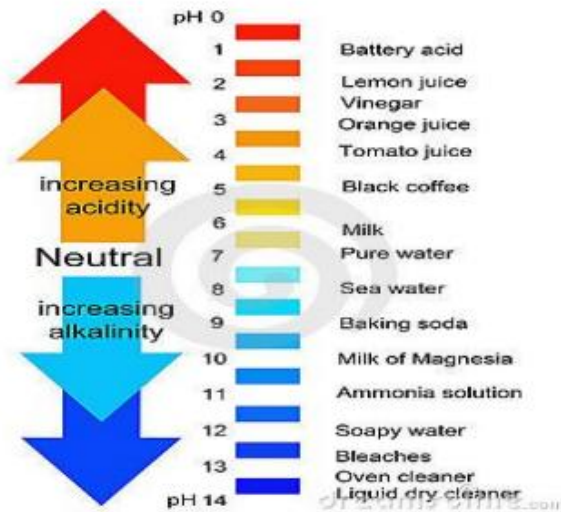 pH 0
1 Battery acid
2 Lemon juice
Vinegar
3 Orange juice
4 Tomato juice
increasing
acidity
5 Black coffee
6 Milk
Neutral
7 Pure water
8 Sea water
increasing
alkalinity
9 Baking soda
10 Milk of Magnesia
11 Ammonia solution
12 Soapy water
Bleaches
13 Oven cleaner
pH 14 Liquid dry cleaner